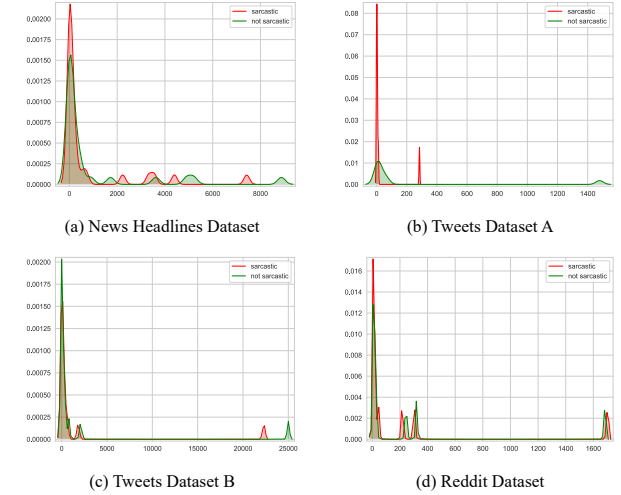 sarcastic
not sarcastic
0.00200
0.00175
0.00150
0.00125
0.00100
0.00075
0.00050
0.00025
0.00000
0 2000 4000 6000 8000
(a) News Headlines Dataset
sarcastic
not sarcastic
0.08
0.07
0.06
0.05
0.04
0.03
0.02
0.01
0.00
0 200 400 600 800 1000 1200 1400
(b) Tweets Dataset A
sarcastic
not sarcastic
0.00200
0.00175
0.00150
0.00125
0.00100
0.00075
0.00050
0.00025
0.00000
0 5000 10000 15000 20000 25000
(c) Tweets Dataset B
sarcastic
not sarcastic
0.016
0.014
0.012
0.010
0.008
0.006
0.004
0.002
0.000
0 200 400 600 800 1000 1200 1400 1600
(d) Reddit Dataset